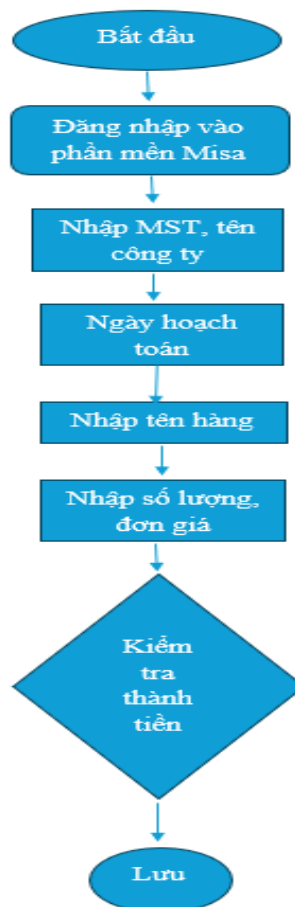 Bắt đầu
Đăng nhập vào
phần mền Misa
Nhập MST, tên
công ty
Ngày hoạch
toán
Nhập tên hàng
Nhập số lượng,
đơn giá
Kiểm
tra
thành
tiền
Lưu